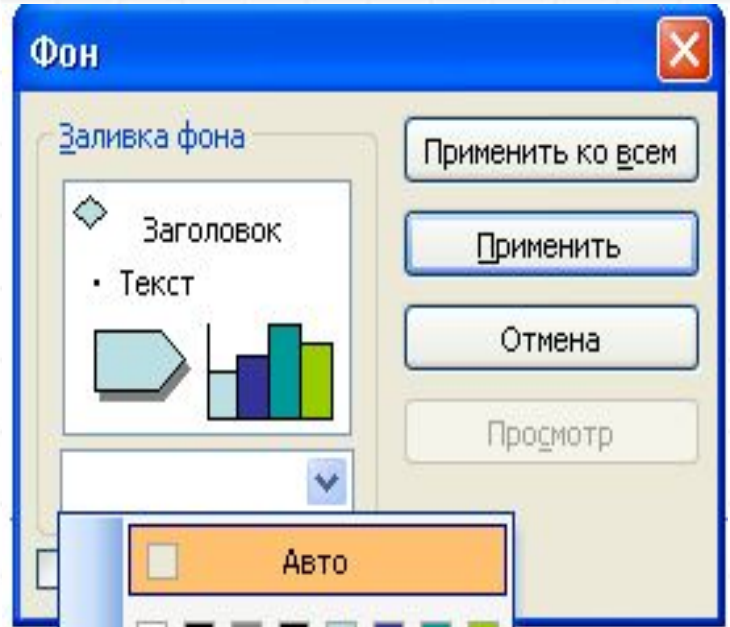 Фон
Заливка фона
Заголовок
· Текст
Применить ко всем
Применить
Отмена
Просмотр
Авто